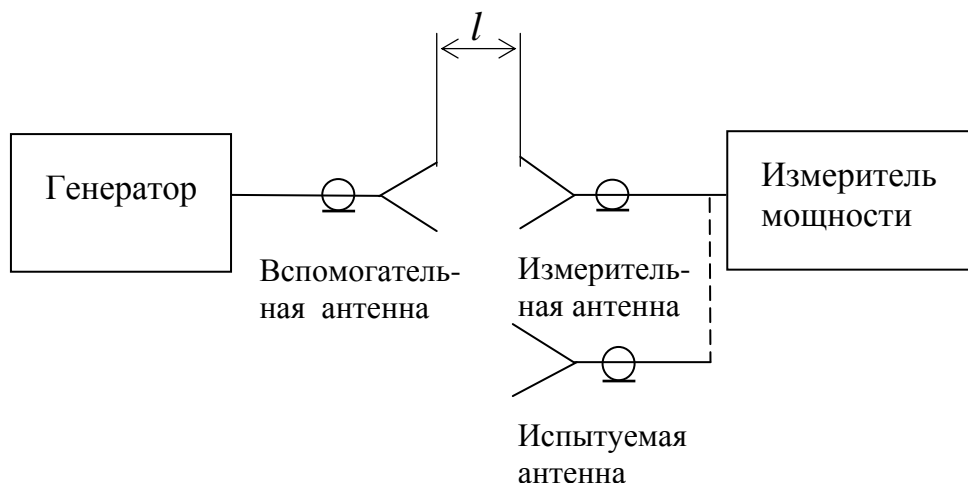 l
Генератор
Измеритель
мощности
Вспомогатель-
ная антенна
Измеритель-
ная антенна
Испытуемая
антенна